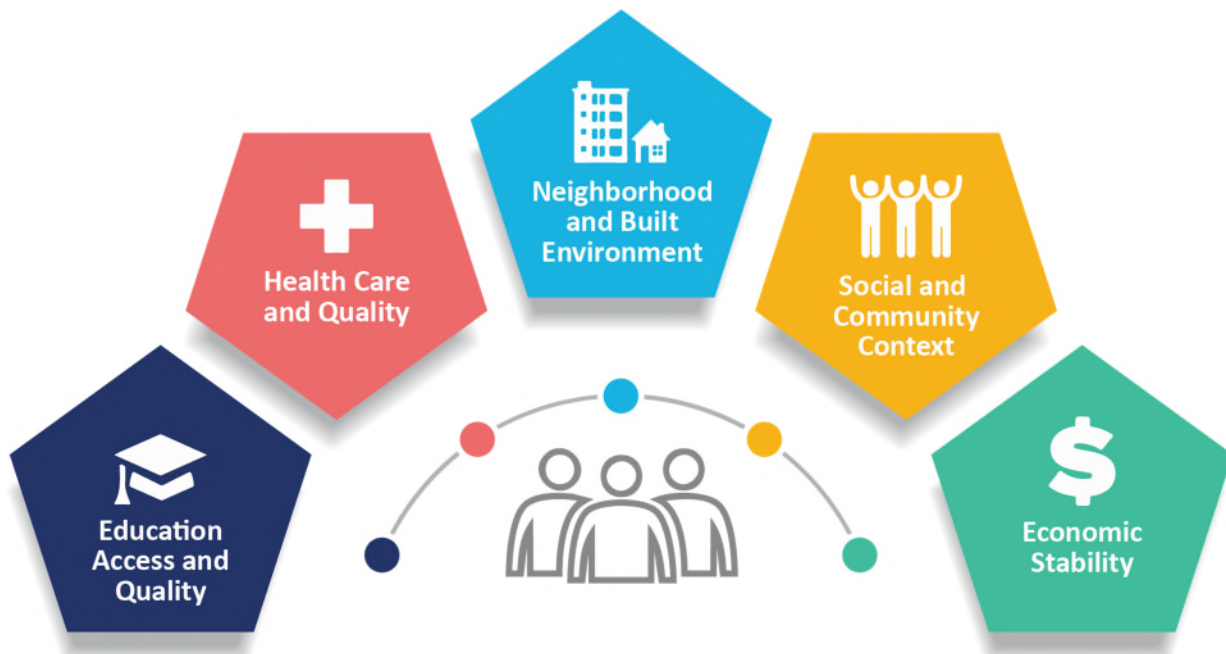 Education
Access and
Quality
Health Care
and Quality
Neighborhood
and Built
Environment
Social and
Community
Context
$
Economic
Stability